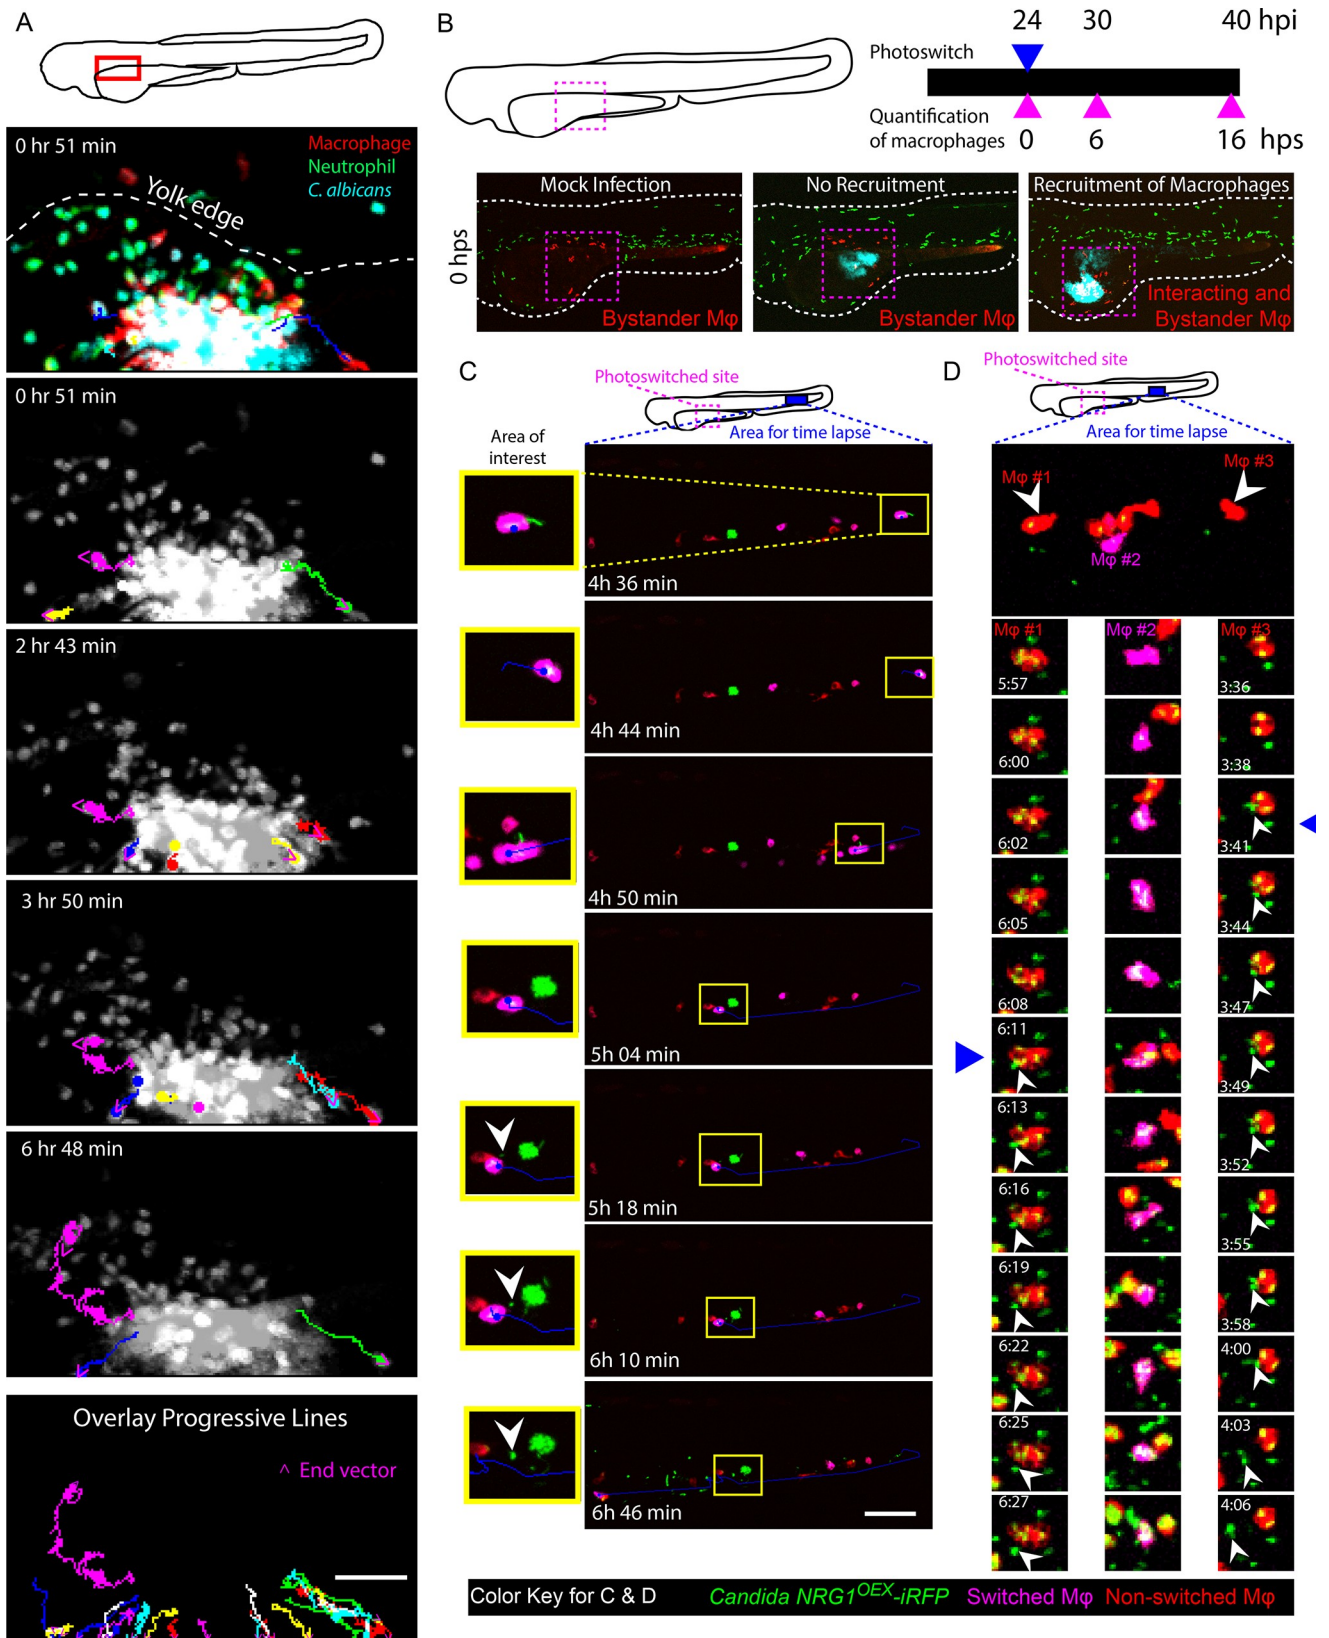 A
0 hr 51 min
Macrophage
Neutrophil
C. albicans
Yolk edge
0 hr 51 min
2 hr 43 min
3 hr 50 min
6 hr 48 min
Overlay Progressive Lines
^ End vector
B
24 30 40 hpi
Photoswitch
Quantification
of macrophages
0 6 16 hps
0 hps
Mock Infection
Bystander Mφ
No Recruitment
Bystander Mφ
Recruitment of Macrophages
Interacting and
Bystander Mφ
C
Photoswitched site
Area of
interest
Area for time lapse
4h 36 min
4h 44 min
4h 50 min
5h 04 min
5h 18 min
6h 10 min
6h 46 min
D
Photoswitched site
Area for time lapse
Mφ #1
Mφ #3
Mφ #2
Mφ #1
5:57
6:00
6:02
6:05
6:08
6:11
6:13
6:16
6:19
6:22
6:25
6:27
Mφ #2
Mφ #3
3:36
3:38
3:41
3:44
3:47
3:49
3:52
3:55
3:58
4:00
4:03
4:06
Color Key for C & D Candida NRG1OEX-iRFP Switched Mφ Non-switched Mφ